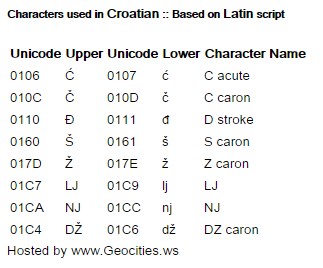 Characters used in Croatian :: Based on Latin script
Unicode Upper Unicode Lower Character Name
0106 Ć 0107 ć C acute
010C Č 010D č C caron
0110 Đ 0111 đ D stroke
0160 Š 0161 š S caron
017D Ž 017E ž Z caron
01C7 Ǉ 01C9 ǉ LJ
01CA Ǌ 01CC ǌ NJ
01C4 Ǆ 01C6 ǆ DZ caron
Hosted by www.Geocities.ws